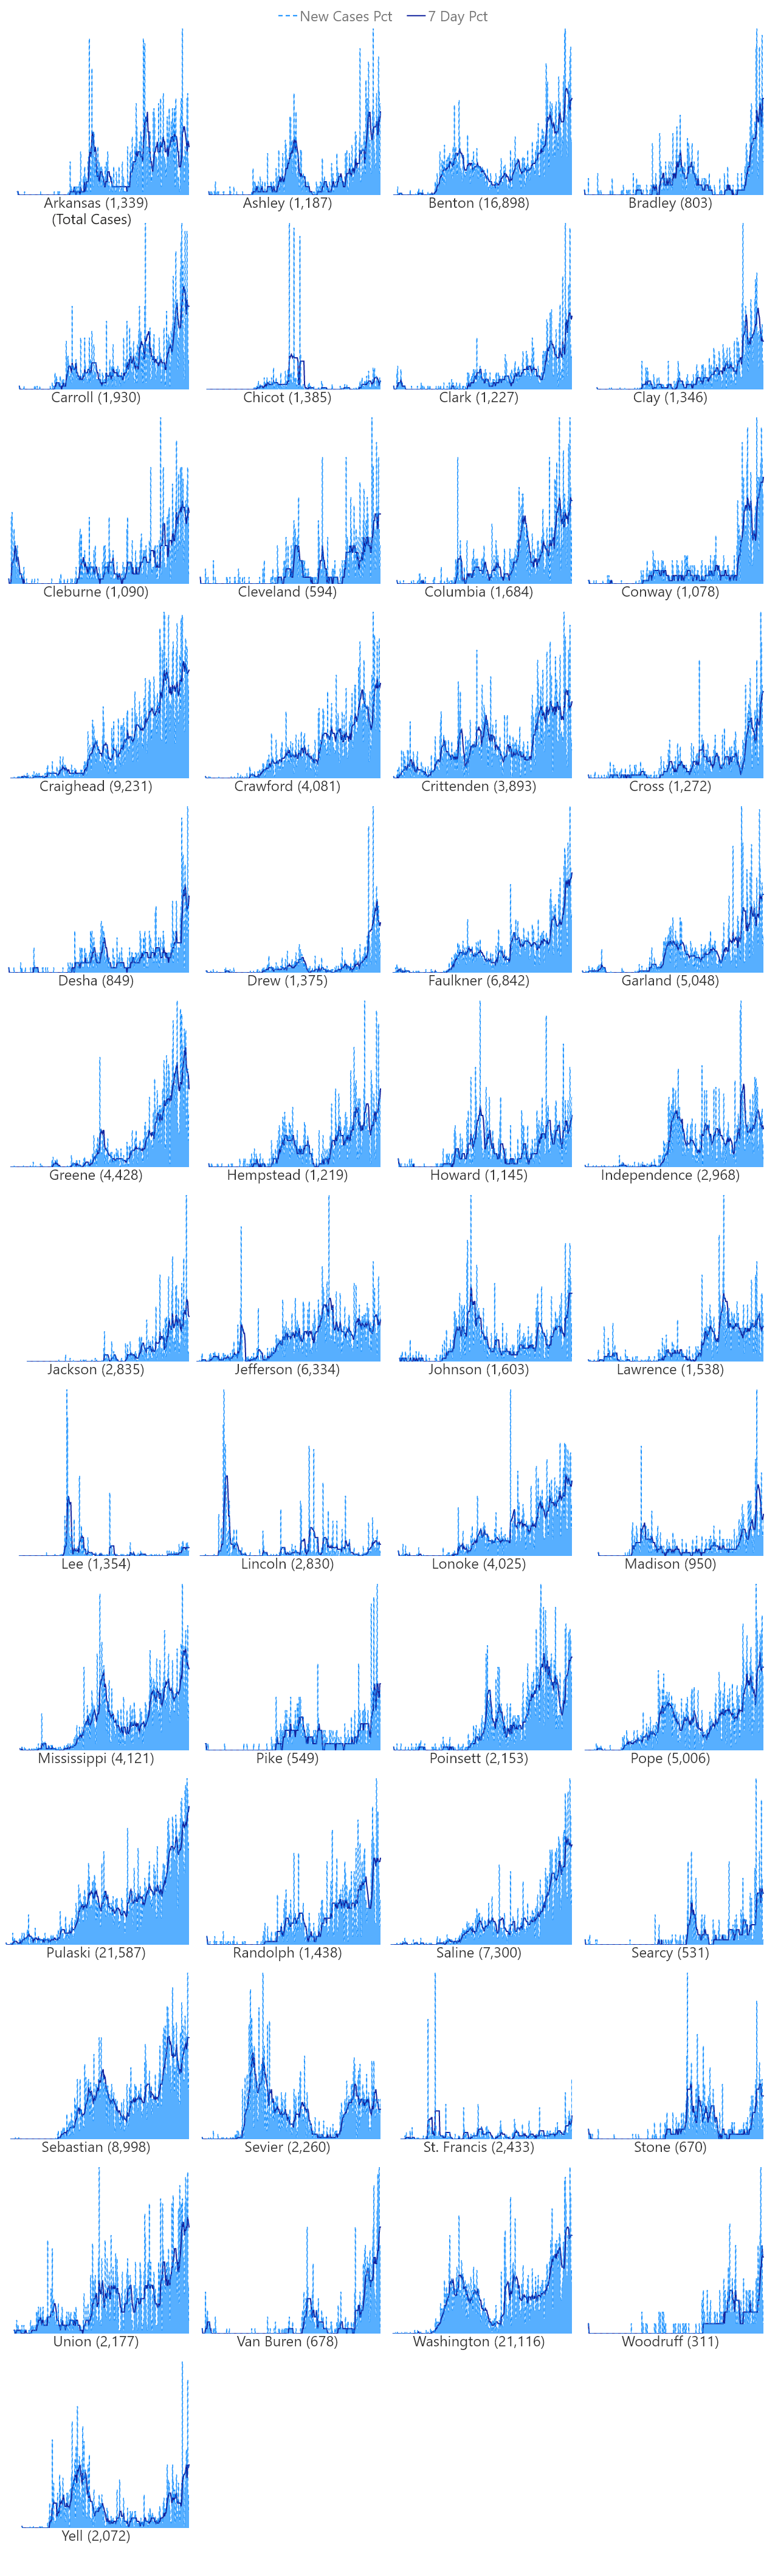 New Cases Pct 7 Day Pct
Arkansas (1,339) Ashley (1,187) Benton (16,898) Bradley (803)
(Total Cases)
Carroll (1,930) Chicot (1,385) Clark (1,227) Clay (1,346)
Cleburne (1,090) Cleveland (594) Columbia (1,684) Conway (1,078)
Craighead (9,231) Crawford (4,081) Crittenden (3,893) Cross (1,272)
Desha (849) Drew (1,375) Faulkner (6,842) Garland (5,048)
Greene (4,428) Hempstead (1,219) Howard (1,145) Independence (2,968)
Jackson (2,835) Jefferson (6,334) Johnson (1,603) Lawrence (1,538)
Lee (1,354) Lincoln (2,830) Lonoke (4,025) Madison (950)
Mississippi (4,121) Pike (549) Poinsett (2,153) Pope (5,006)
Pulaski (21,587) Randolph (1,438) Saline (7,300) Searcy (531)
Sebastian (8,998) Sevier (2,260) St. Francis (2,433) Stone (670)
Union (2,177) Van Buren (678) Washington (21,116) Woodruff (311)
Yell (2,072)